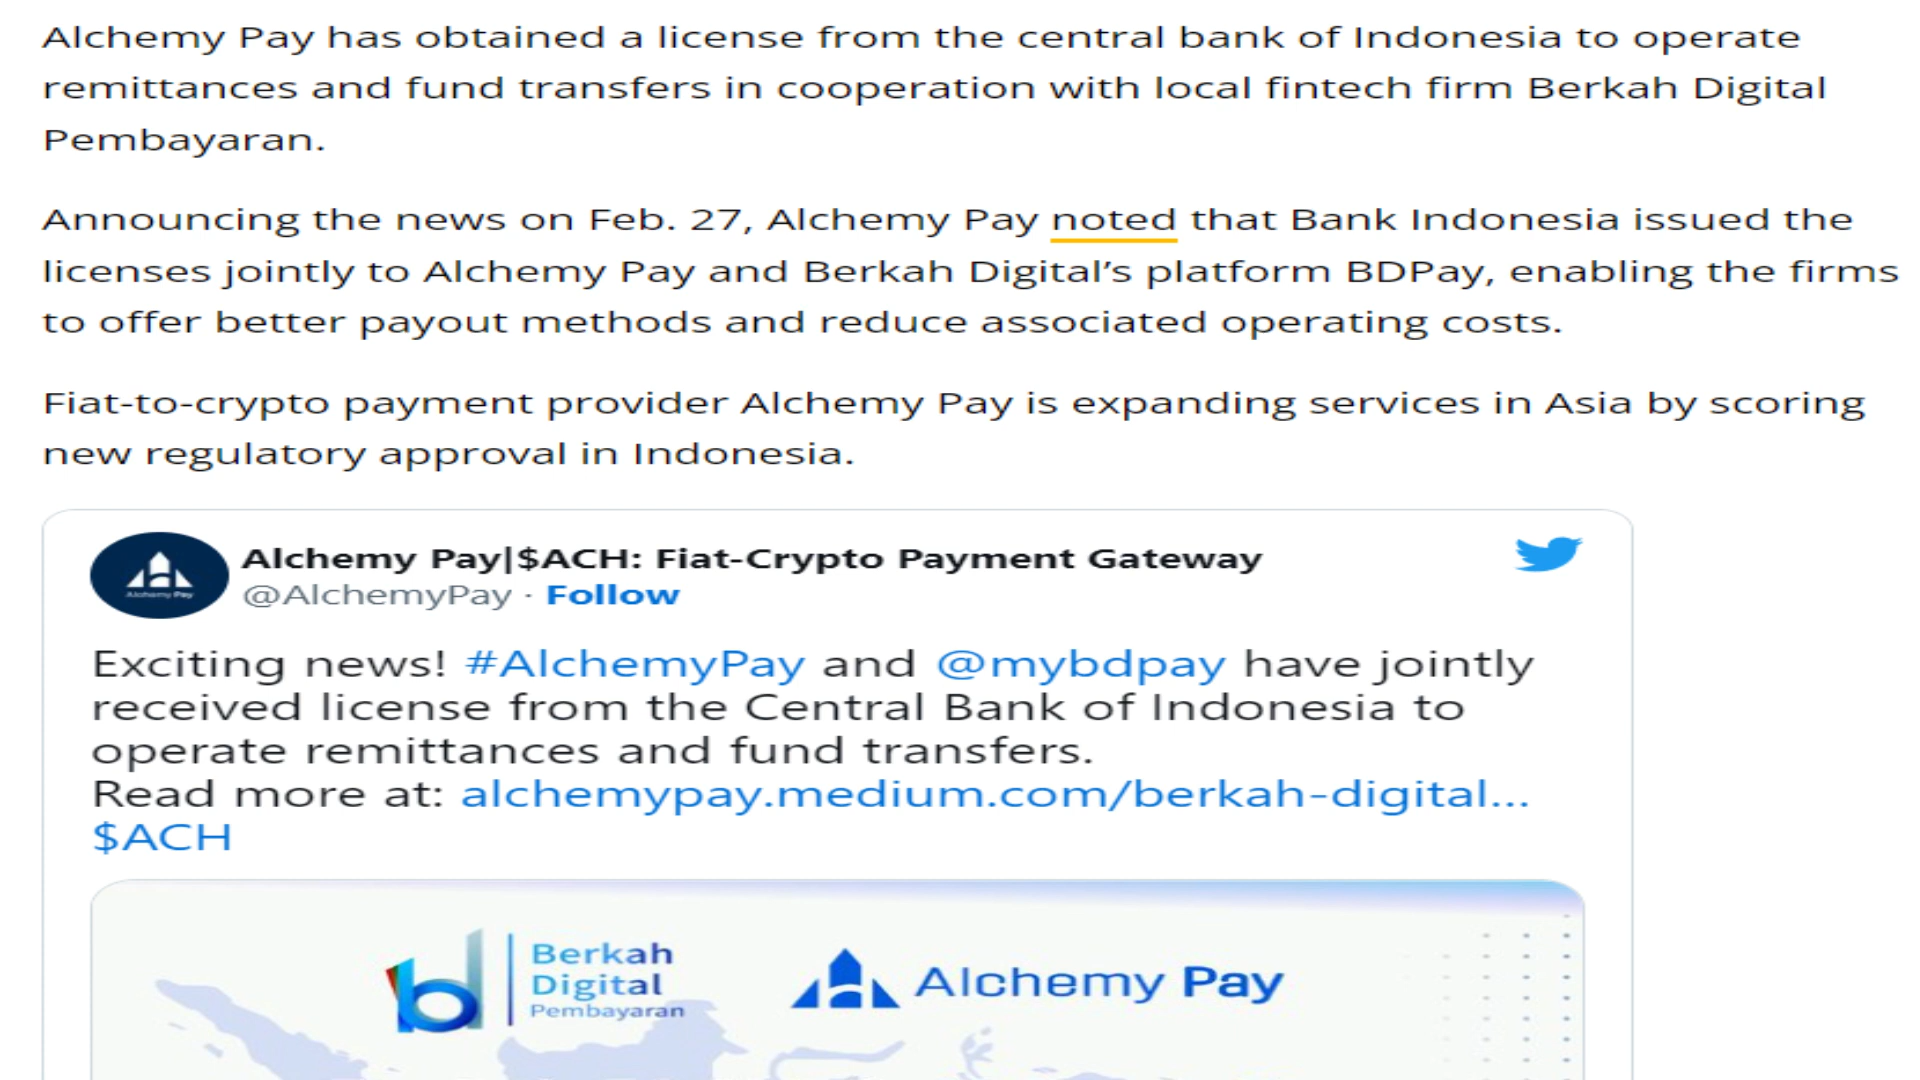 Alchemy Pay has obtained a license from the central bank of Indonesia to operate
remittances and fund transfers in cooperation with local fintech firm Berkah Digital
Pembayaran.
Announcing the news on Feb. 27, Alchemy Pay noted that Bank Indonesia issued the
licenses jointly to Alchemy Pay and Berkah Digital’s platform BDPay, enabling the firms
to offer better payout methods and reduce associated operating costs.
Fiat-to-crypto payment provider Alchemy Pay is expanding services in Asia by scoring
new regulatory approval in Indonesia.
Alchemy Pay
Alchemy Pay|$ACH: Fiat-Crypto Payment Gateway
@AlchemyPay · Follow
Exciting news! #AlchemyPay and @mybdpay have jointly
received license from the Central Bank of Indonesia to
operate remittances and fund transfers.
Read more at: alchemypay.medium.com/berkah-digital…
$ACH
Berkah
Digital
Pembayaran
Alchemy Pay